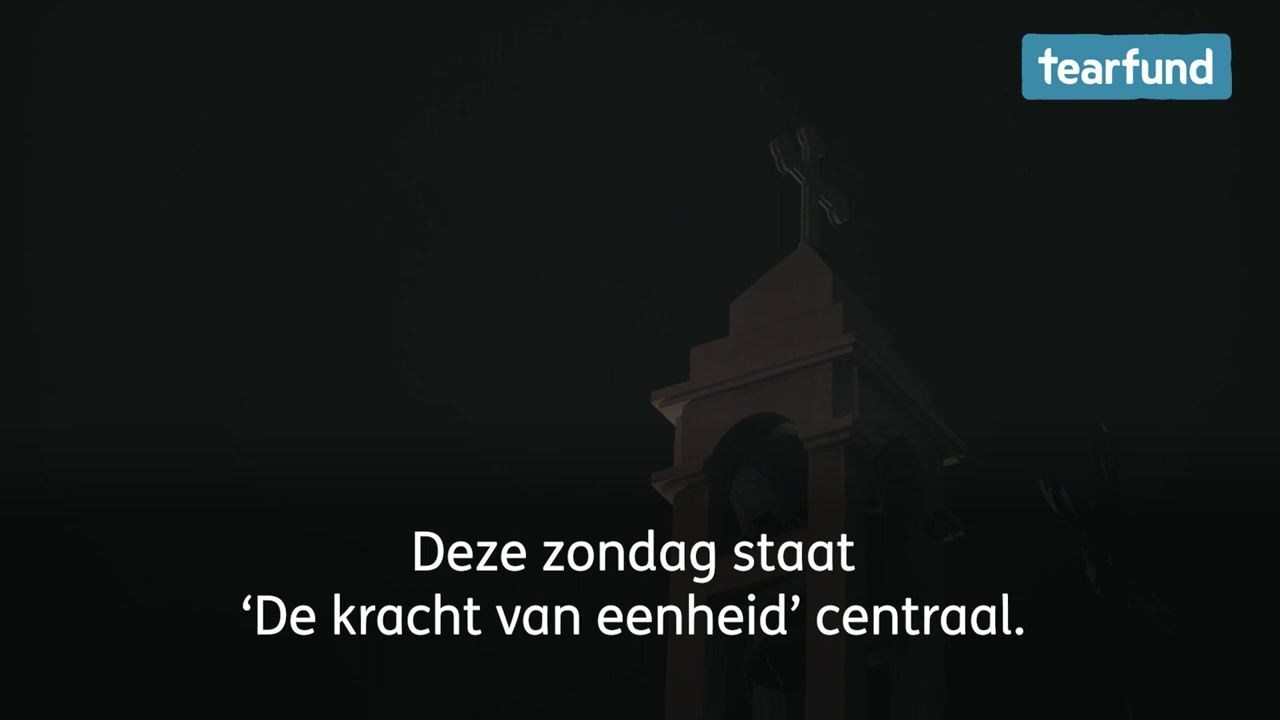 tearfund
Deze zondag staat
‘De kracht van eenheid’ centraal.